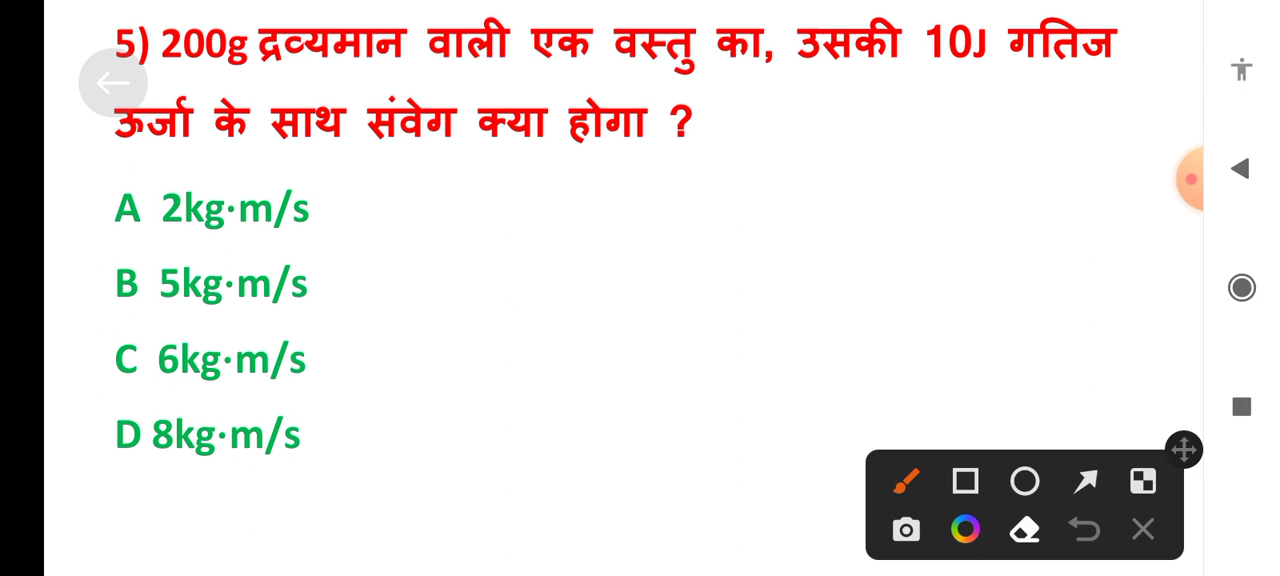 5) 200g द्रव्यमान वाली एक वस्तु का, उसकी 10J गतिज
ऊर्जा के साथ संवेग क्या होगा ?
A 2kg·m/s
B 5kg·m/s
C 6kg·m/s
D 8kg·m/s